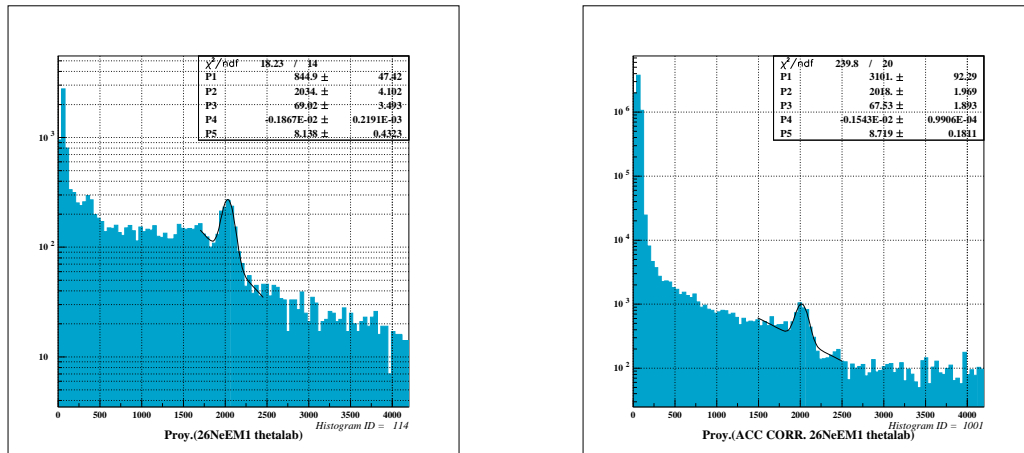 χ²/ndf 18.23 / 14
P1 844.9 ± 47.42
P2 2034. ± 4.102
P3 69.02 ± 3.493
P4 -0.1867E-02 ± 0.2191E-03
P5 8.138 ± 0.4323
10³
10²
10
0 500 1000 1500 2000 2500 3000 3500 4000
Histogram ID = 114
Proy.(26NeEM1 thetalab)
χ²/ndf 239.8 / 20
P1 3101. ± 92.29
P2 2018. ± 1.969
P3 67.53 ± 1.893
P4 -0.1543E-02 ± 0.9906E-04
P5 8.719 ± 0.1811
10⁶
10⁵
10⁴
10³
10²
0 500 1000 1500 2000 2500 3000 3500 4000
Histogram ID = 1001
Proy.(ACC CORR. 26NeEM1 thetalab)